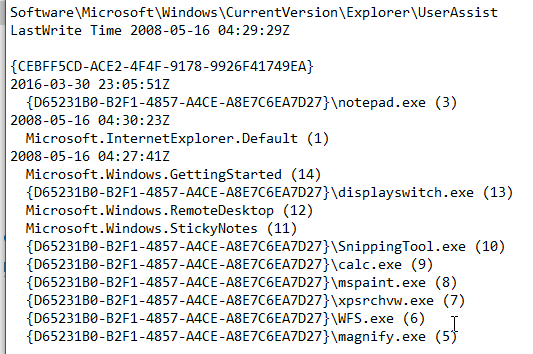 Software\Microsoft\Windows\CurrentVersion\Explorer\UserAssist
LastWrite Time 2008-05-16 04:29:29Z
{CEBFF5CD-ACE2-4F4F-9178-9926F41749EA}
2016-03-30 23:05:51Z
{D65231B0-B2F1-4857-A4CE-A8E7C6EA7D27}\notepad.exe (3)
2008-05-16 04:30:23Z
Microsoft.InternetExplorer.Default (1)
2008-05-16 04:27:41Z
Microsoft.Windows.GettingStarted (14)
{D65231B0-B2F1-4857-A4CE-A8E7C6EA7D27}\displayswitch.exe (13)
Microsoft.Windows.RemoteDesktop (12)
Microsoft.Windows.StickyNotes (11)
{D65231B0-B2F1-4857-A4CE-A8E7C6EA7D27}\SnippingTool.exe (10)
{D65231B0-B2F1-4857-A4CE-A8E7C6EA7D27}\calc.exe (9)
{D65231B0-B2F1-4857-A4CE-A8E7C6EA7D27}\mspaint.exe (8)
{D65231B0-B2F1-4857-A4CE-A8E7C6EA7D27}\xpsrchvw.exe (7)
{D65231B0-B2F1-4857-A4CE-A8E7C6EA7D27}\WFS.exe (6)
{D65231B0-B2F1-4857-A4CE-A8E7C6EA7D27}\magnify.exe (5)